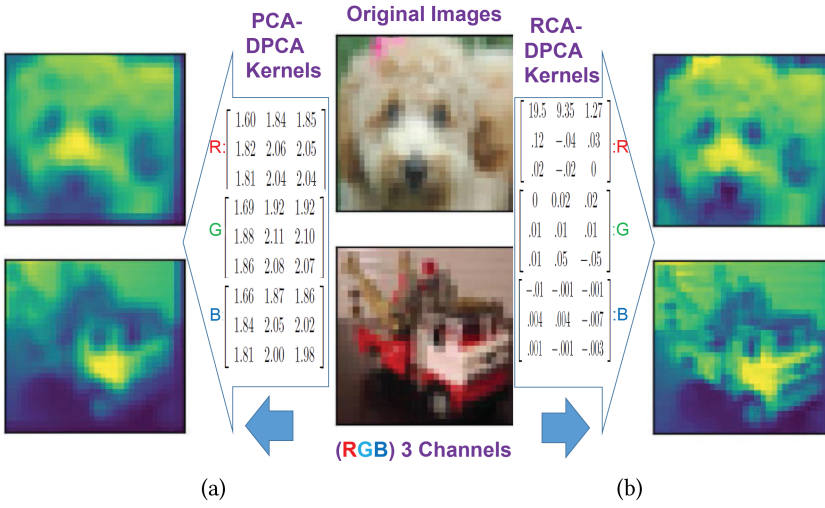 Original Images
PCA-
DPCA
Kernels
R:
1.60 1.84 1.85
1.82 2.06 2.05
1.81 2.04 2.04
G
1.69 1.92 1.92
1.88 2.11 2.10
1.86 2.08 2.07
B
1.66 1.87 1.86
1.84 2.05 2.02
1.81 2.00 1.98
RCA-
DPCA
Kernels
19.5 9.35 1.27
.12 -.04 .03
.02 -.02 0
:R
0 0.02 .02
.01 .01 .01
.01 .05 -.05
:G
-.01 -.001 -.001
.004 .004 -.007
.001 -.001 -.003
:B
(RGB) 3 Channels
(a)
(b)